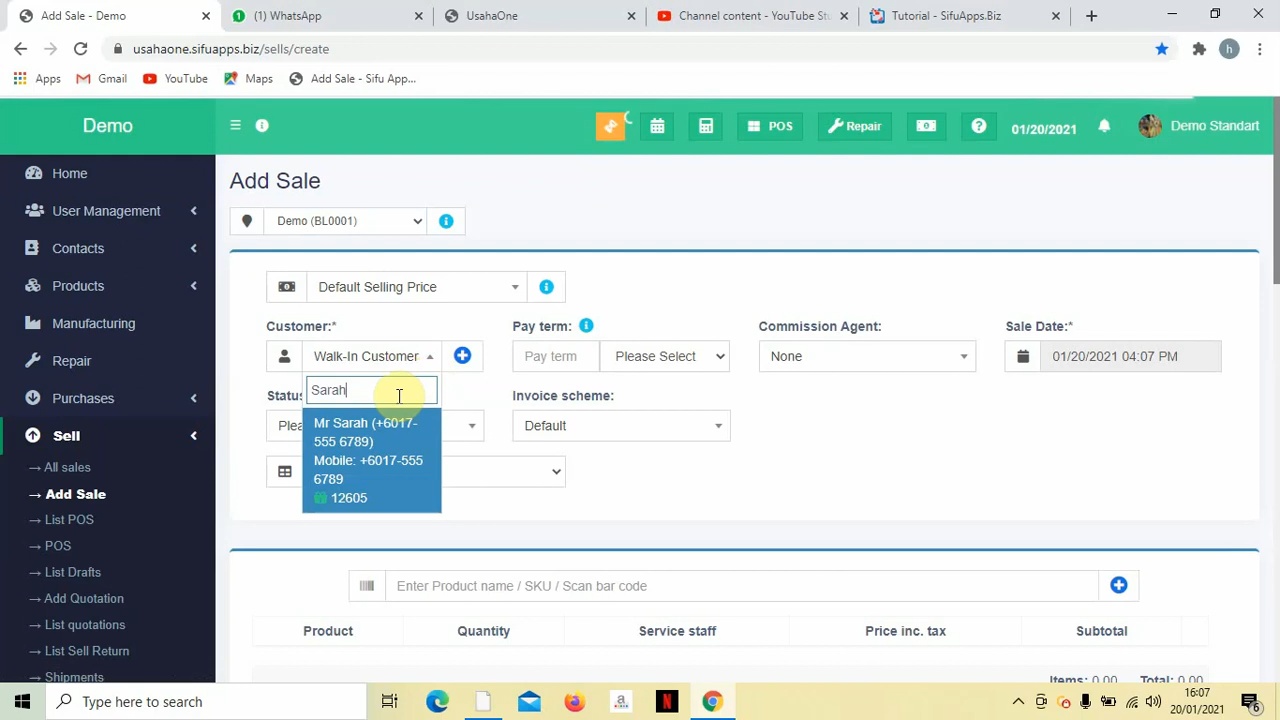 Add Sale - Demo
(1) WhatsApp
UsahaOne
Channel content - YouTube Stu
Tutorial - SifuApps.Biz
usahaone.sifuapps.biz/sells/create
h
Apps
Gmail
YouTube
Maps
Add Sale - Sifu App...
Demo
POS
Repair
01/20/2021
Demo Standart
Home
User Management
Contacts
Products
Manufacturing
Repair
Purchases
Sell
→ All sales
→ Add Sale
→ List POS
→ POS
→ List Drafts
→ Add Quotation
→ List quotations
→ List Sell Return
→ Shipments
Add Sale
Demo (BL0001)
Default Selling Price
Customer:*
Pay term:
Commission Agent:
Sale Date:*
Walk-In Customer
Pay term
Please Select
None
01/20/2021 04:07 PM
Sarah
Statu
Invoice scheme:
Mr Sarah (+6017-
555 6789)
Mobile: +6017-555
6789
12605
Plea
Default
Enter Product name / SKU / Scan bar code
Product
Quantity
Service staff
Price inc. tax
Subtotal
Items: 0.00
Total: 0.00
Type here to search
16:07
20/01/2021
6